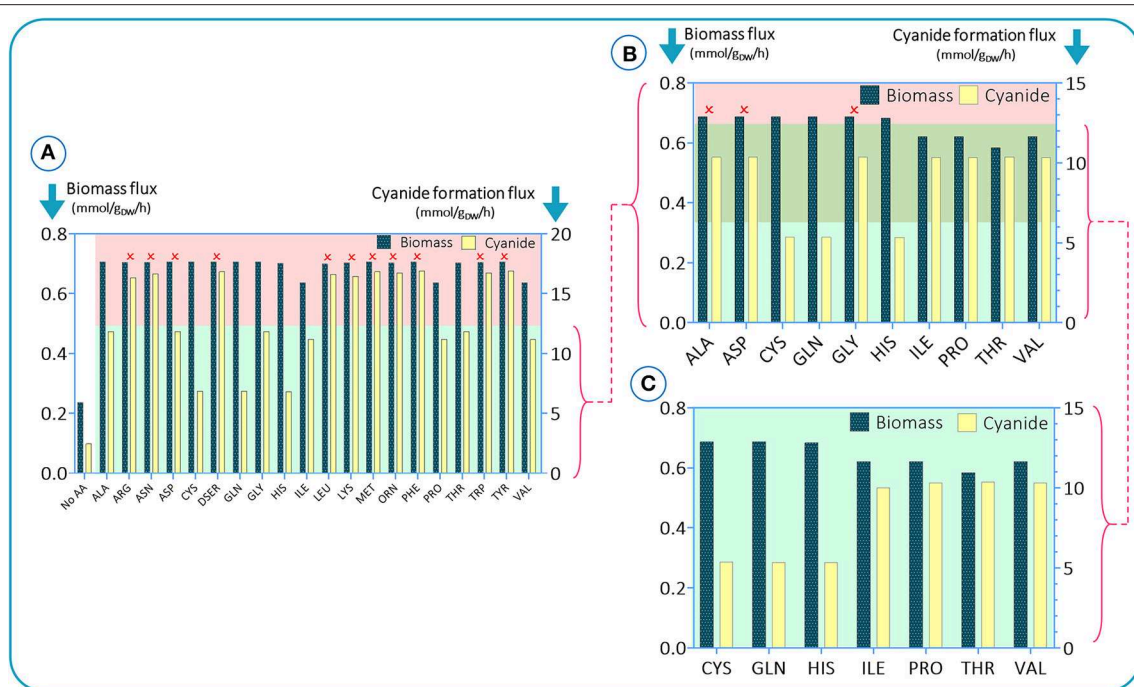 A
Biomass flux
(mmol/gDW/h)
Cyanide formation flux
(mmol/gDW/h)
Biomass Cyanide
0.8
0.6
0.4
0.2
0.0
20
15
10
5
0
× × × × × × × × × × ×
No AA ALA ARG ASN ASP CYS DSER GLN GLY HIS ILE LEU LYS MET ORN PHE PRO THR TRP TYR VAL
B
Biomass flux
(mmol/gDW/h)
Cyanide formation flux
(mmol/gDW/h)
Biomass Cyanide
0.8
0.6
0.4
0.2
0.0
15
10
5
0
× × ×
ALA ASP CYS GLN GLY HIS ILE PRO THR VAL
C
Biomass Cyanide
0.8
0.6
0.4
0.2
0.0
15
10
5
0
CYS GLN HIS ILE PRO THR VAL